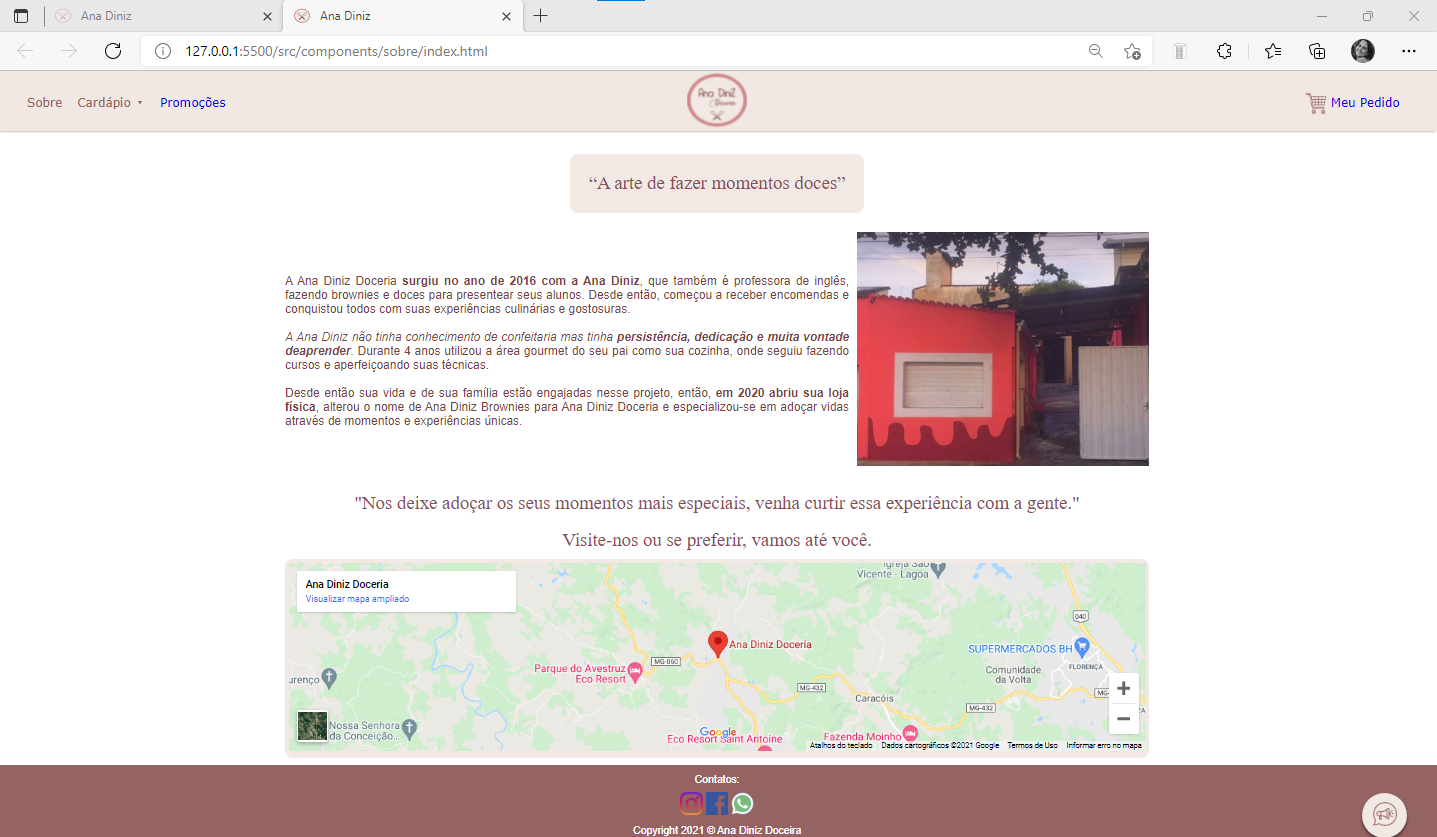 Ana Diniz
Ana Diniz
127.0.0.1:5500/src/components/sobre/index.html
Sobre Cardápio Promoções
Ana Diniz
Doceria
Meu Pedido
“A arte de fazer momentos doces”
A Ana Diniz Doceria surgiu no ano de 2016 com a Ana Diniz, que também é professora de inglês,
fazendo brownies e doces para presentear seus alunos. Desde então, começou a receber encomendas e
conquistou todos com suas experiências culinárias e gostosuras.
A Ana Diniz não tinha conhecimento de confeitaria mas tinha persistência, dedicação e muita vontade
deaprender. Durante 4 anos utilizou a área gourmet do seu pai como sua cozinha, onde seguiu fazendo
cursos e aperfeiçoando suas técnicas.
Desde então sua vida e de sua família estão engajadas nesse projeto, então, em 2020 abriu sua loja
física, alterou o nome de Ana Diniz Brownies para Ana Diniz Doceria e especializou-se em adoçar vidas
através de momentos e experiências únicas.
"Nos deixe adoçar os seus momentos mais especiais, venha curtir essa experiência com a gente."
Visite-nos ou se preferir, vamos até você.
Ana Diniz Doceria
Visualizar mapa ampliado
Igreja São
Vicente - Lagoa
040
Ana Diniz Doceria
SUPERMERCADOS BH
MG-060
Parque do Avestruz
Eco Resort
FLORENÇA
Comunidade
da Volta
urenço
MG-432
Caracóis
MG-432
Nossa Senhora
da Conceição...
Google
Eco Resort Saint Antoine
Fazenda Moinho
Atalhos do teclado
Dados cartográficos ©2021 Google
Termos de Uso
Informar erro no mapa
Contatos:
Copyright 2021 © Ana Diniz Doceira